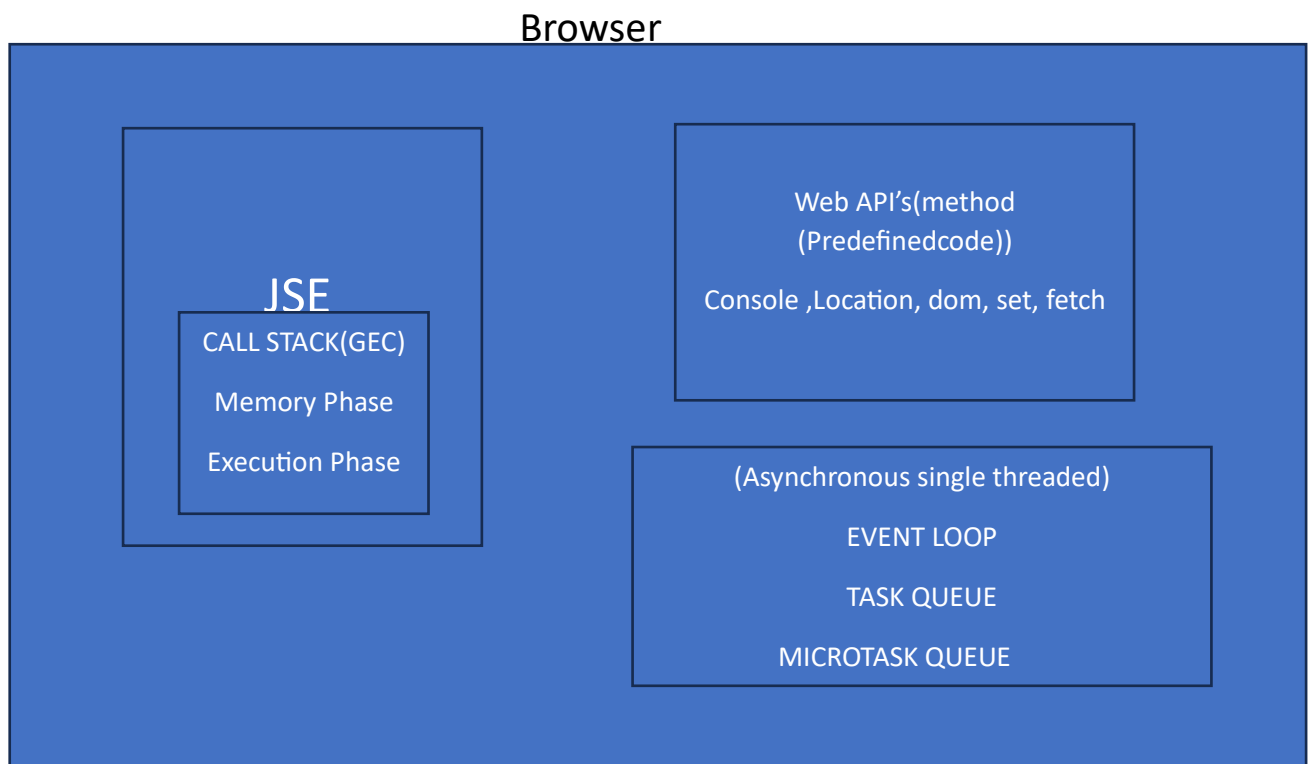 Browser
JSE
CALL STACK(GEC)
Memory Phase
Execution Phase
Web API’s(method
(Predefinedcode))
Console ,Location, dom, set, fetch
(Asynchronous single threaded)
EVENT LOOP
TASK QUEUE
MICROTASK QUEUE